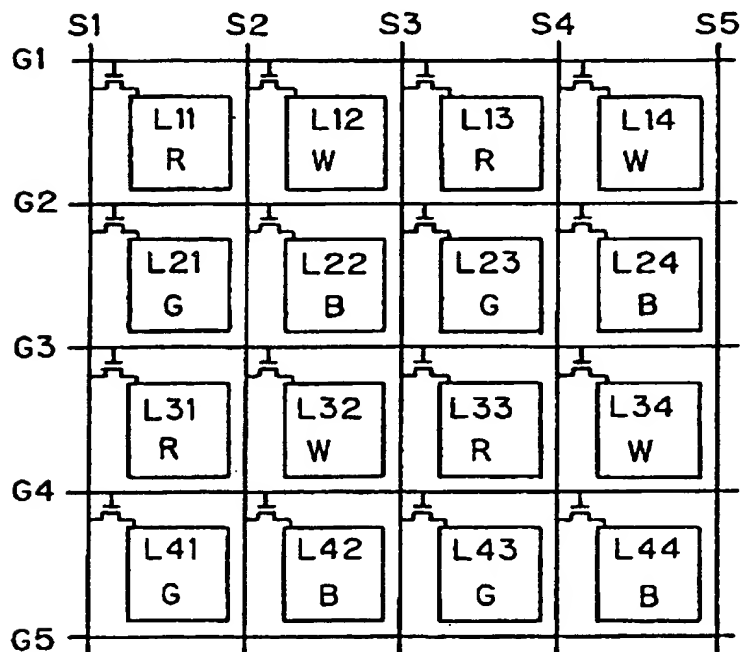 S1 S2 S3 S4 S5
G1
L11 L12 L13 L14
R W R W
G2
L21 L22 L23 L24
G B G B
G3
L31 L32 L33 L34
R W R W
G4
L41 L42 L43 L44
G B G B
G5